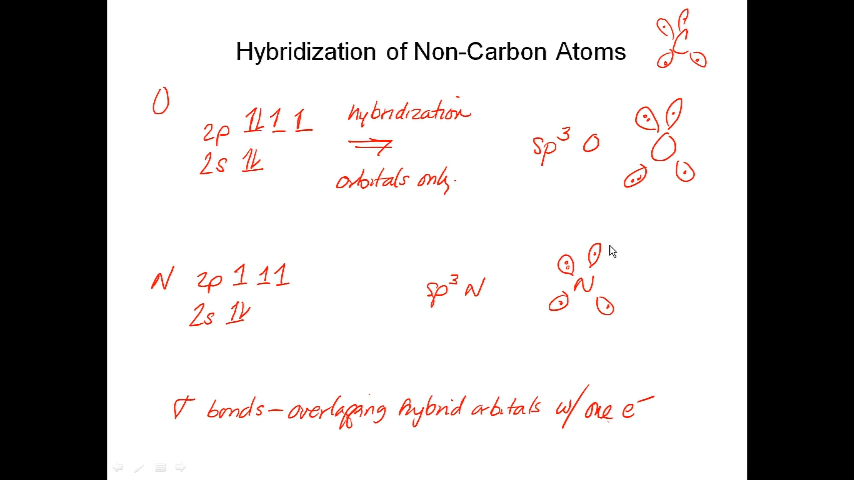 Hybridization of Non-Carbon Atoms
C
O
2p 1l 1 1
hybridization
2s 1l
orbitals only.
sp³ O
O
N 2p 1 1 1
2s 1l
sp³ N
N
σ bonds – overlapping hybrid orbitals w/ one e⁻